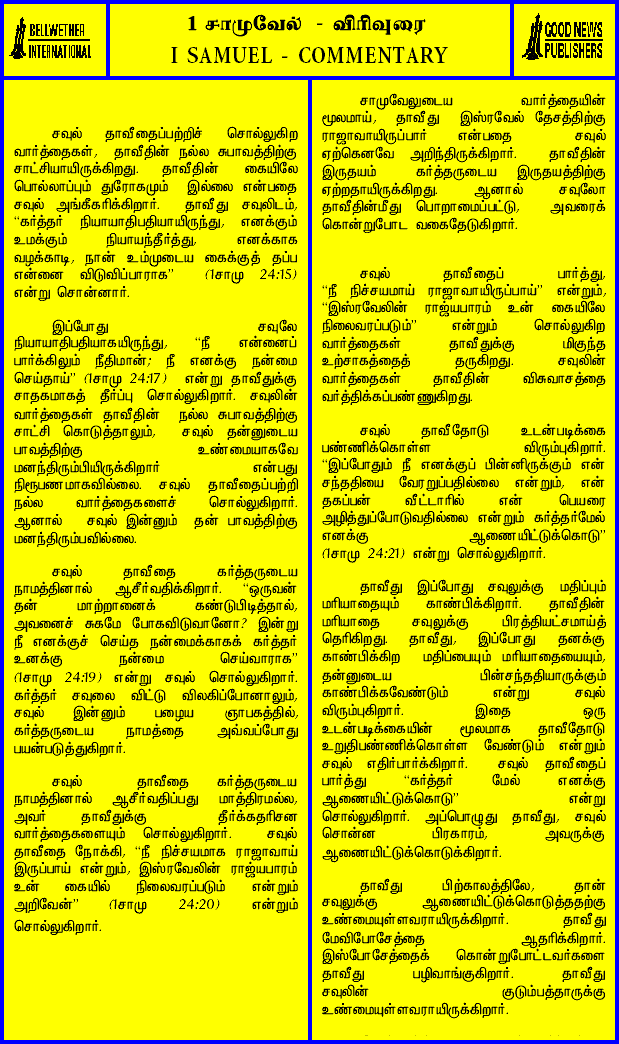 BELLWETHER
INTERNATIONAL
1 சாமுவேல் - விரிவுரை
I SAMUEL - COMMENTARY
GOOD NEWS
PUBLISHERS
சவுல் தாவீதைப்பற்றிச் சொல்லுகிற
வார்த்தைகள், தாவீதின் நல்ல சுபாவத்திற்கு
சாட்சியாயிருக்கிறது. தாவீதின் கையிலே
பொல்லாப்பும் துரோகமும் இல்லை என்பதை
சவுல் அங்கீகரிக்கிறார். தாவீது சவுலிடம்,
“கர்த்தர் நியாயாதிபதியாயிருந்து, எனக்கும்
உமக்கும் நியாயந்தீர்த்து, எனக்காக
வழக்காடி, நான் உம்முடைய கைக்குத் தப்ப
என்னை விடுவிப்பாராக” (1சாமு 24:15)
என்று சொன்னார்.
இப்போது சவுலே
நியாயாதிபதியாகயிருந்து, “நீ என்னைப்
பார்க்கிலும் நீதிமான்; நீ எனக்கு நன்மை
செய்தாய்” (1சாமு 24:17) என்று தாவீதுக்கு
சாதகமாகத் தீர்ப்பு சொல்லுகிறார். சவுலின்
வார்த்தைகள் தாவீதின் நல்ல சுபாவத்திற்கு
சாட்சி கொடுத்தாலும், சவுல் தன்னுடைய
பாவத்திற்கு உண்மையாகவே
மனந்திரும்பியிருக்கிறார் என்பது
நிரூபணமாகவில்லை. சவுல் தாவீதைப்பற்றி
நல்ல வார்த்தைகளைச் சொல்லுகிறார்.
ஆனால் சவுல் இன்னும் தன் பாவத்திற்கு
மனந்திரும்பவில்லை.
சவுல் தாவீதை கர்த்தருடைய
நாமத்தினால் ஆசீர்வதிக்கிறார். “ஒருவன்
தன் மாற்றானைக் கண்டுபிடித்தால்,
அவனைச் சுகமே போகவிடுவானோ? இன்று
நீ எனக்குச் செய்த நன்மைக்காகக் கர்த்தர்
உனக்கு நன்மை செய்வாராக”
(1சாமு 24:19) என்று சவுல் சொல்லுகிறார்.
கர்த்தர் சவுலை விட்டு விலகிப்போனாலும்,
சவுல் இன்னும் பழைய ஞாபகத்தில்,
கர்த்தருடைய நாமத்தை அவ்வப்போது
பயன்படுத்துகிறார்.
சவுல் தாவீதை கர்த்தருடைய
நாமத்தினால் ஆசீர்வதிப்பது மாத்திரமல்ல,
அவர் தாவீதுக்கு தீர்க்கதரிசன
வார்த்தைகளையும் சொல்லுகிறார். சவுல்
தாவீதை நோக்கி, “நீ நிச்சயமாக ராஜாவாய்
இருப்பாய் என்றும், இஸ்ரவேலின் ராஜ்யபாரம்
உன் கையில் நிலைவரப்படும் என்றும்
அறிவேன்” (1சாமு 24:20) என்றும்
சொல்லுகிறார்.
சாமுவேலுடைய வார்த்தையின்
மூலமாய், தாவீது இஸ்ரவேல் தேசத்திற்கு
ராஜாவாயிருப்பார் என்பதை சவுல்
ஏற்கெனவே அறிந்திருக்கிறார். தாவீதின்
இருதயம் கர்த்தருடைய இருதயத்திற்கு
ஏற்றதாயிருக்கிறது. ஆனால் சவுலோ
தாவீதின்மீது பொறாமைப்பட்டு, அவரைக்
கொன்றுபோட வகைதேடுகிறார்.
சவுல் தாவீதைப் பார்த்து,
“நீ நிச்சயமாய் ராஜாவாயிருப்பாய்” என்றும்,
“இஸ்ரவேலின் ராஜ்யபாரம் உன் கையிலே
நிலைவரப்படும்” என்றும் சொல்லுகிற
வார்த்தைகள் தாவீதுக்கு மிகுந்த
உற்சாகத்தைத் தருகிறது. சவுலின்
வார்த்தைகள் தாவீதின் விசுவாசத்தை
வர்த்திக்கப்பண்ணுகிறது.
சவுல் தாவீதோடு உடன்படிக்கை
பண்ணிக்கொள்ள விரும்புகிறார்.
“இப்போதும் நீ எனக்குப் பின்னிருக்கும் என்
சந்ததியை வேரறுப்பதில்லை என்றும், என்
தகப்பன் வீட்டாரில் என் பெயரை
அழித்துப்போடுவதில்லை என்றும் கர்த்தர்மேல்
எனக்கு ஆணையிட்டுக்கொடு”
(1சாமு 24:21) என்று சொல்லுகிறார்.
தாவீது இப்போது சவுலுக்கு மதிப்பும்
மரியாதையும் காண்பிக்கிறார். தாவீதின்
மரியாதை சவுலுக்கு பிரத்தியட்சமாய்த்
தெரிகிறது. தாவீது, இப்போது தனக்கு
காண்பிக்கிற மதிப்பையும் மரியாதையையும்,
தன்னுடைய பின்சந்ததியாருக்கும்
காண்பிக்கவேண்டும் என்று சவுல்
விரும்புகிறார். இதை ஒரு
உடன்படிக்கையின் மூலமாக தாவீதோடு
உறுதிபண்ணிக்கொள்ள வேண்டும் என்றும்
சவுல் எதிர்பார்க்கிறார். சவுல் தாவீதைப்
பார்த்து “கர்த்தர் மேல் எனக்கு
ஆணையிட்டுக்கொடு” என்று
சொல்லுகிறார். அப்பொழுது தாவீது, சவுல்
சொன்ன பிரகாரம், அவருக்கு
ஆணையிட்டுக்கொடுக்கிறார்.
தாவீது பிற்காலத்திலே, தான்
சவுலுக்கு ஆணையிட்டுக்கொடுத்ததற்கு
உண்மையுள்ளவராயிருக்கிறார். தாவீது
மேவிபோசேத்தை ஆதரிக்கிறார்.
இஸ்போசேத்தைக் கொன்றுபோட்டவர்களை
தாவீது பழிவாங்குகிறார். தாவீது
சவுலின் குடும்பத்தாருக்கு
உண்மையுள்ளவராயிருக்கிறார்.